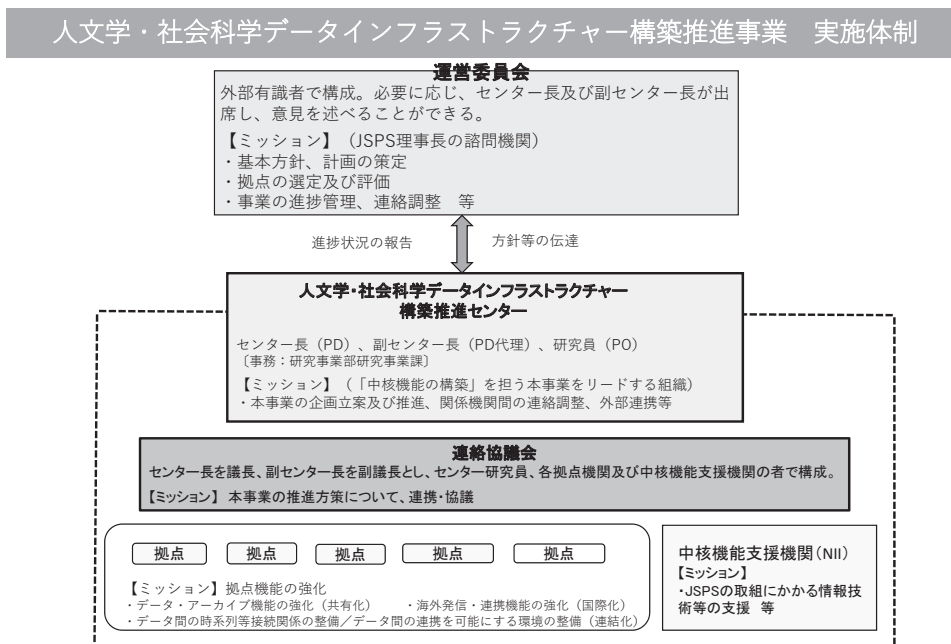 人文学・社会科学データインフラストラクチャー構築推進事業　実施体制
運営委員会
外部有識者で構成。必要に応じ、センター長及び副センター長が出
席し、意見を述べることができる。
【ミッション】（JSPS理事長の諮問機関）
・基本方針、計画の策定
・拠点の選定及び評価
・事業の進捗管理、連絡調整　等
進捗状況の報告
方針等の伝達
人文学・社会科学データインフラストラクチャー
構築推進センター
センター長（PD）、副センター長（PD代理）、研究員（PO）
〔事務：研究事業部研究事業課〕
【ミッション】（「中核機能の構築」を担う本事業をリードする組織）
・本事業の企画立案及び推進、関係機関間の連絡調整、外部連携等
連絡協議会
センター長を議長、副センター長を副議長とし、センター研究員、各拠点機関及び中核機能支援機関の者で構成。
【ミッション】 本事業の推進方策について、連携・協議
拠点
拠点
拠点
拠点
拠点
【ミッション】拠点機能の強化
・データ・アーカイブ機能の強化（共有化）
・海外発信・連携機能の強化（国際化）
・データ間の時系列等接続関係の整備／データ間の連携を可能にする環境の整備（連結化）
中核機能支援機関（NII）
【ミッション】
・JSPSの取組にかかる情報技
術等の支援　等